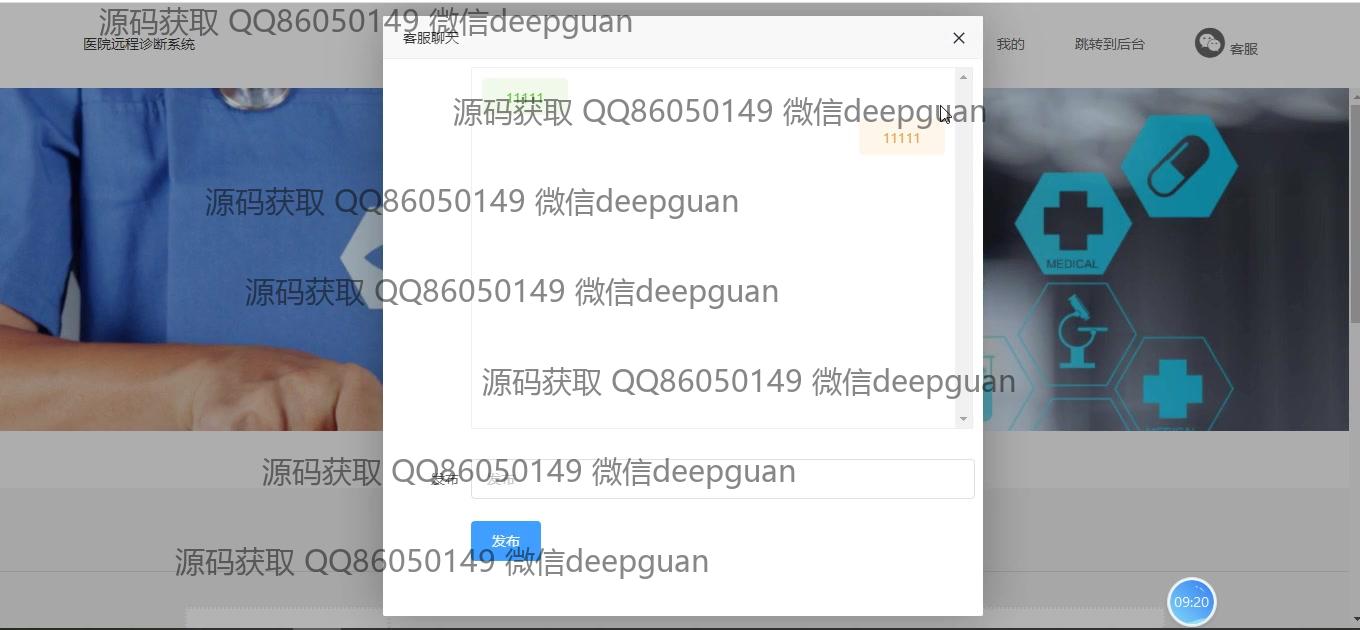 源码获取 QQ86050149 微信deepguan
客服聊天
医院远程诊断系统
我的
跳转到后台
客服
11111
源码获取 QQ86050149 微信deepguan
11111
源码获取 QQ86050149 微信deepguan
MEDICAL
源码获取 QQ86050149 微信deepguan
源码获取 QQ86050149 微信deepguan
MEDICAL
源码获取 QQ86050149 微信deepguan
发布
发布
发布
源码获取 QQ86050149 微信deepguan
09:20